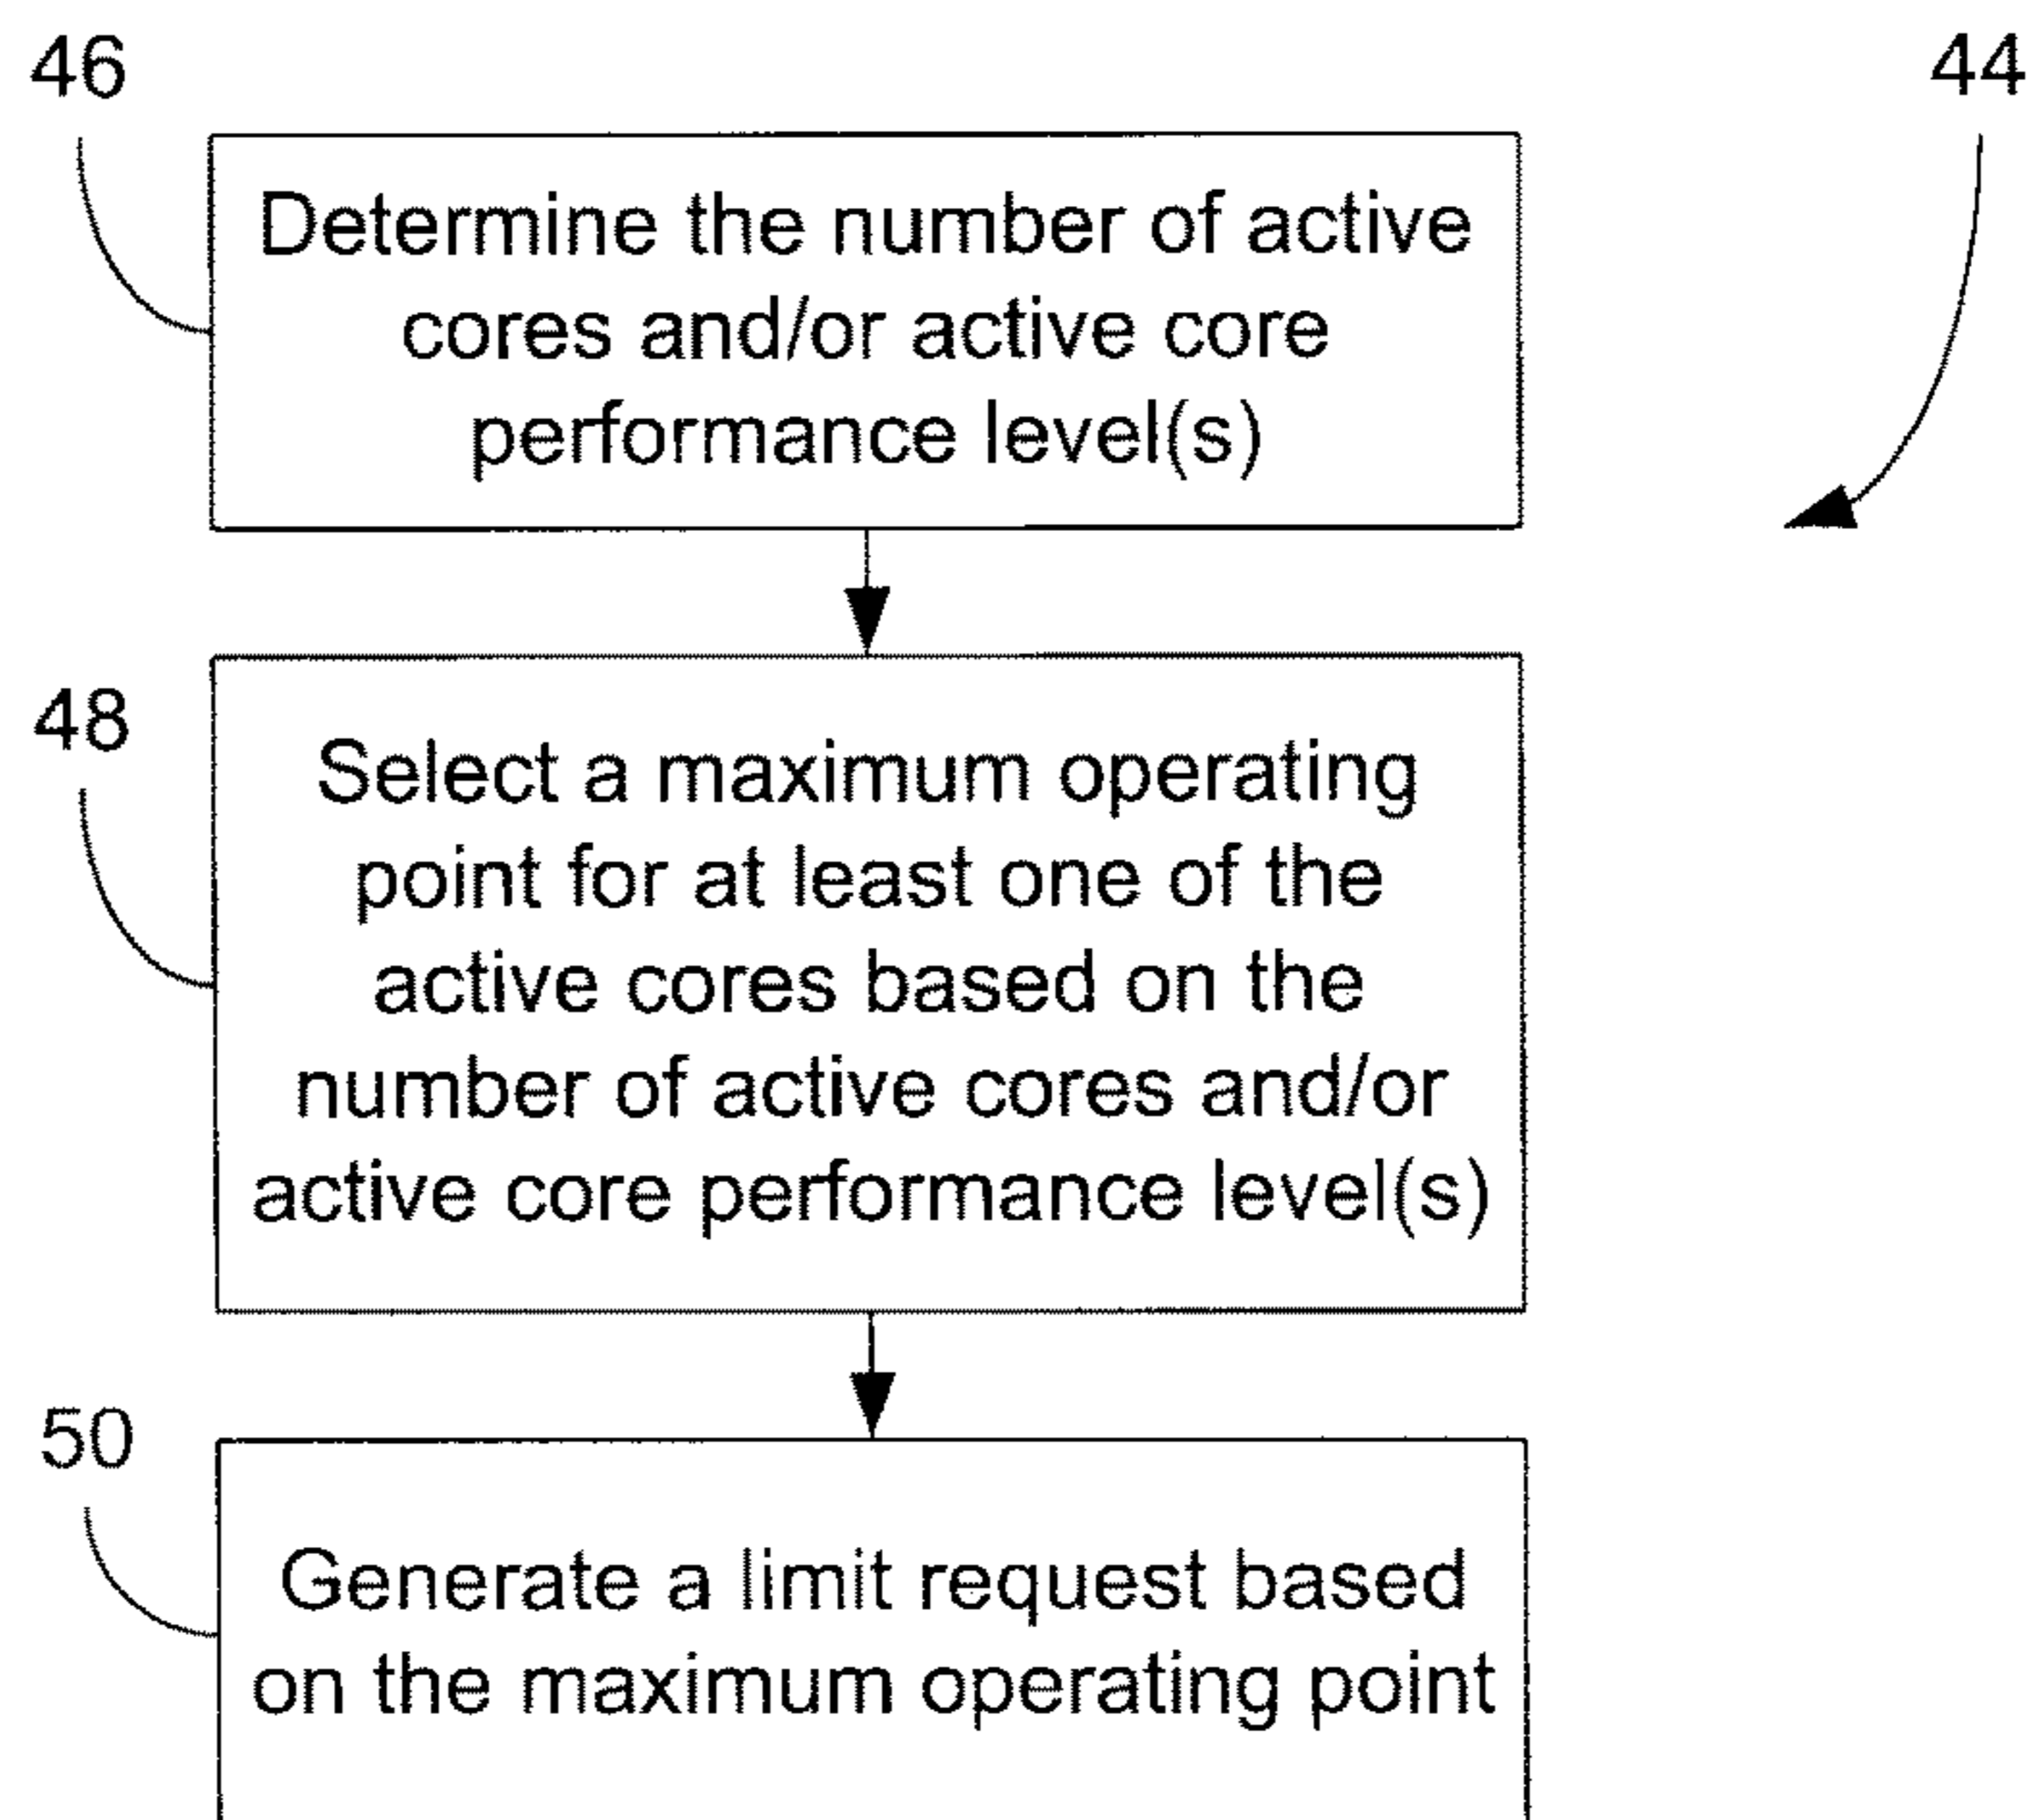 46
44
Determine the number of active
cores and/or active core
performance level(s)
48
Select a maximum operating
point for at least one of the
active cores based on the
number of active cores and/or
active core performance level(s)
50
Generate a limit request based
on the maximum operating point